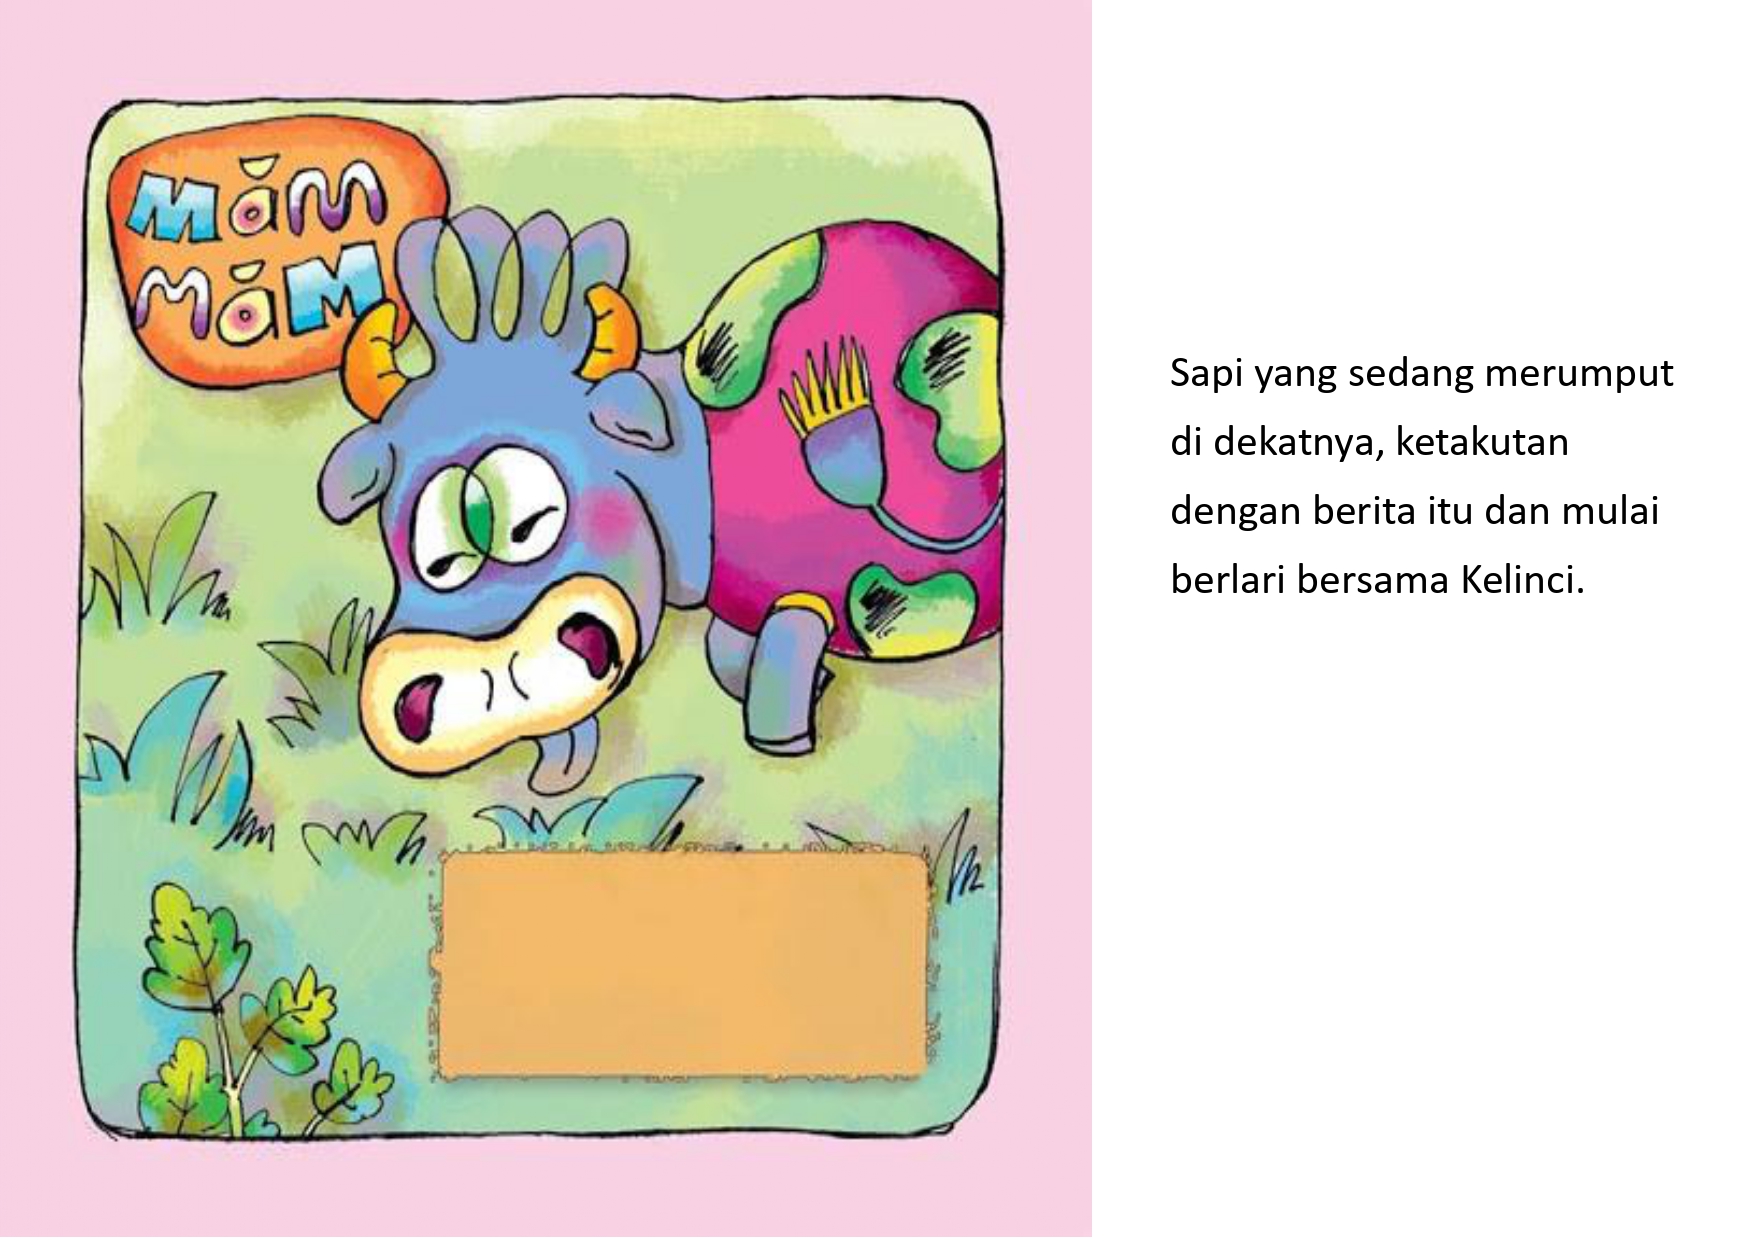 Măm
măM
Sapi yang sedang merumput
di dekatnya, ketakutan
dengan berita itu dan mulai
berlari bersama Kelinci.